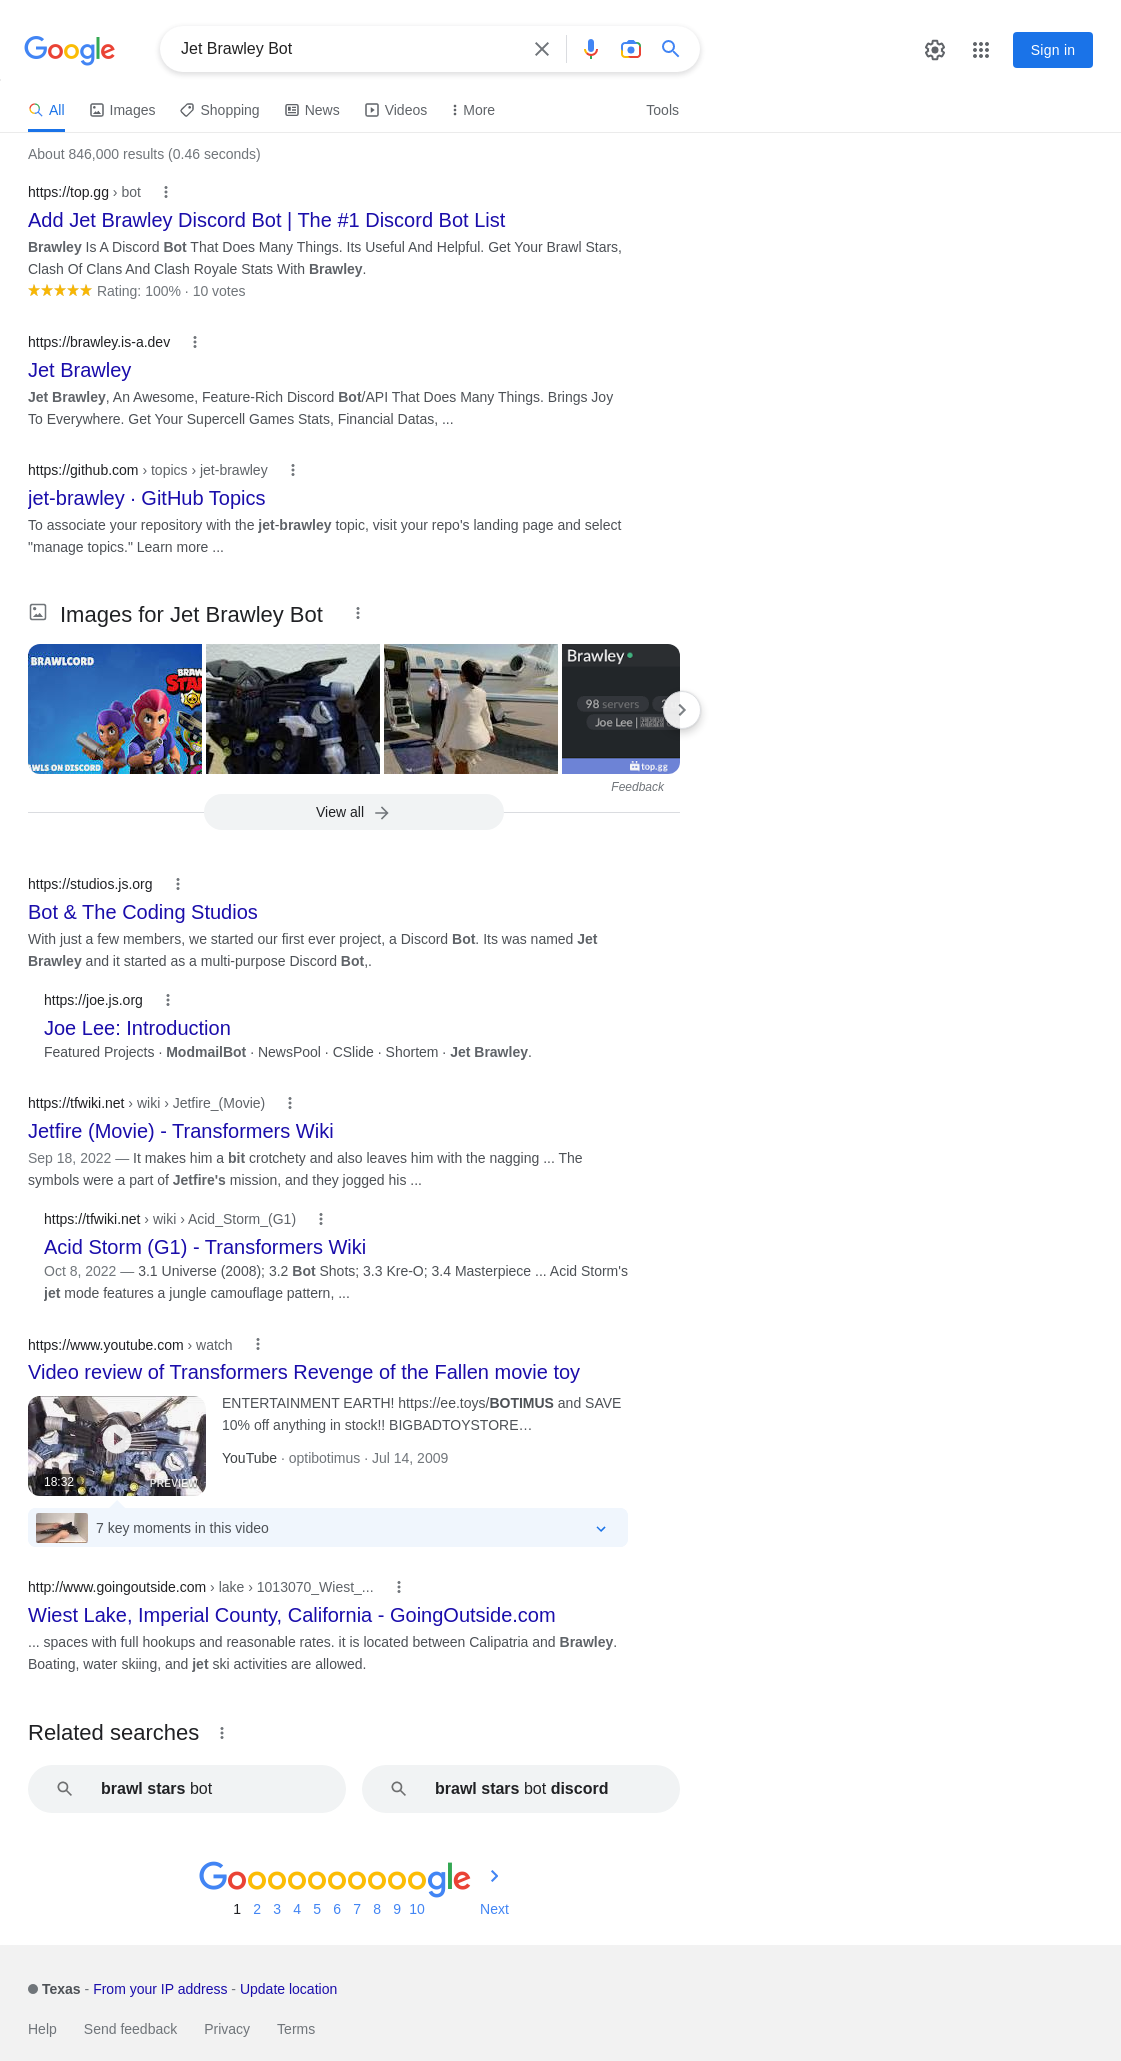 Google
Jet Brawley Bot
Sign in
All
Images
Shopping
News
Videos
More
Tools
About 846,000 results (0.46 seconds)
https://top.gg › bot
Add Jet Brawley Discord Bot | The #1 Discord Bot List
Brawley Is A Discord Bot That Does Many Things. Its Useful And Helpful. Get Your Brawl Stars,
Clash Of Clans And Clash Royale Stats With Brawley.
Rating: 100% · 10 votes
https://brawley.is-a.dev
Jet Brawley
Jet Brawley, An Awesome, Feature-Rich Discord Bot/API That Does Many Things. Brings Joy
To Everywhere. Get Your Supercell Games Stats, Financial Datas, ...
https://github.com › topics › jet-brawley
jet-brawley · GitHub Topics
To associate your repository with the jet-brawley topic, visit your repo's landing page and select
"manage topics." Learn more ...
Images for Jet Brawley Bot
BRAWLCORD
BRAW
STA
AWLS ON DISCORD
Brawley
98 servers
Joe Lee |
top.gg
Feedback
View all
https://studios.js.org
Bot & The Coding Studios
With just a few members, we started our first ever project, a Discord Bot. Its was named Jet
Brawley and it started as a multi-purpose Discord Bot,.
https://joe.js.org
Joe Lee: Introduction
Featured Projects · ModmailBot · NewsPool · CSlide · Shortem · Jet Brawley.
https://tfwiki.net › wiki › Jetfire_(Movie)
Jetfire (Movie) - Transformers Wiki
Sep 18, 2022 — It makes him a bit crotchety and also leaves him with the nagging ... The
symbols were a part of Jetfire's mission, and they jogged his ...
https://tfwiki.net › wiki › Acid_Storm_(G1)
Acid Storm (G1) - Transformers Wiki
Oct 8, 2022 — 3.1 Universe (2008); 3.2 Bot Shots; 3.3 Kre-O; 3.4 Masterpiece ... Acid Storm's
jet mode features a jungle camouflage pattern, ...
https://www.youtube.com › watch
Video review of Transformers Revenge of the Fallen movie toy
ENTERTAINMENT EARTH! https://ee.toys/BOTIMUS and SAVE
10% off anything in stock!! BIGBADTOYSTORE…
YouTube · optibotimus · Jul 14, 2009
18:32
PREVIEW
7 key moments in this video
http://www.goingoutside.com › lake › 1013070_Wiest_...
Wiest Lake, Imperial County, California - GoingOutside.com
... spaces with full hookups and reasonable rates. it is located between Calipatria and Brawley.
Boating, water skiing, and jet ski activities are allowed.
Related searches
brawl stars bot
brawl stars bot discord
Goooooooooogle
1 2 3 4 5 6 7 8 9 10 Next
Texas - From your IP address - Update location
Help Send feedback Privacy Terms